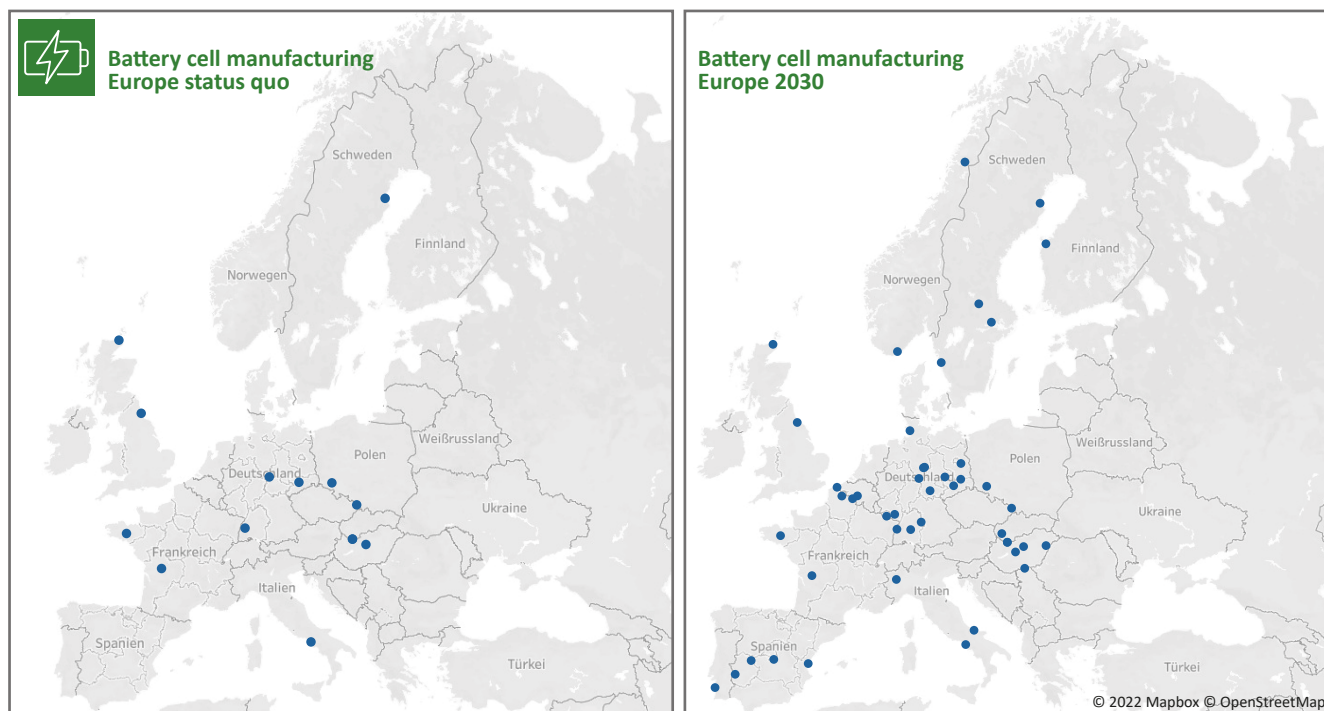 Battery cell manufacturing
Europe status quo
Schweden
Finnland
Norwegen
Weißrussland
Polen
Deutschland
Ukraine
Frankreich
Italien
Spanien
Türkei
Battery cell manufacturing
Europe 2030
Schweden
Finnland
Norwegen
Weißrussland
Polen
Deutschland
Ukraine
Frankreich
Italien
Spanien
Türkei
© 2022 Mapbox © OpenStreetMap